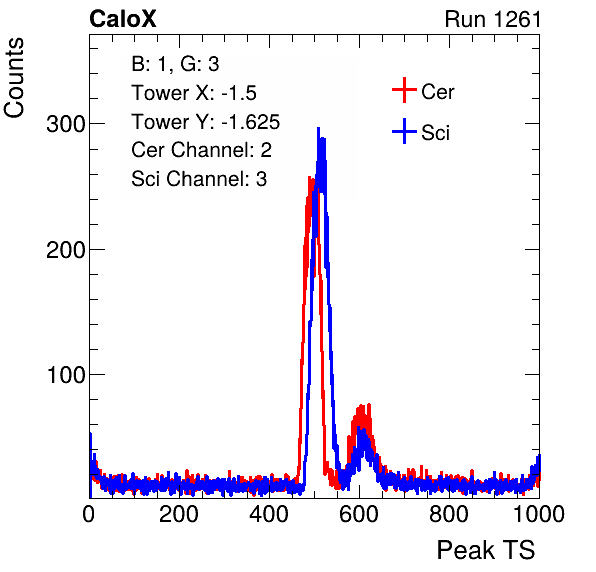 CaloX Run 1261
Counts
B: 1, G: 3
Tower X: -1.5
Tower Y: -1.625
Cer Channel: 2
Sci Channel: 3
Cer
Sci
300
200
100
0 200 400 600 800 1000
Peak TS